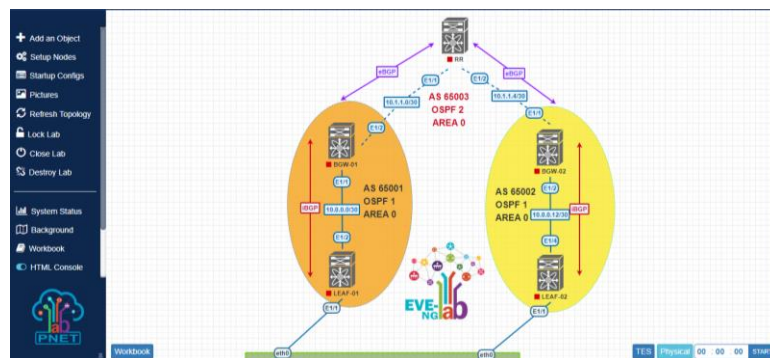 Add an Object
Setup Nodes
Startup Configs
Pictures
Refresh Topology
Lock Lab
Close Lab
Destroy Lab
System Status
Background
Workbook
HTML Console
lab
PNET
RR
eBGP
eBGP
E1/1
E1/2
10.1.1.0/30
10.1.1.4/30
AS 65003
OSPF 2
AREA 0
E1/2
E1/1
BGW-01
BGW-02
E1/1
E1/2
AS 65001
OSPF 1
AREA 0
AS 65002
OSPF 1
AREA 0
iBGP
10.0.0.0/30
10.0.0.12/30
iBGP
E1/2
E1/4
LEAF-01
LEAF-02
EVE-
NG
lab
E1/1
E1/1
eth0
eth0
Workbook
TES
Physical
00 : 00 : 00
START